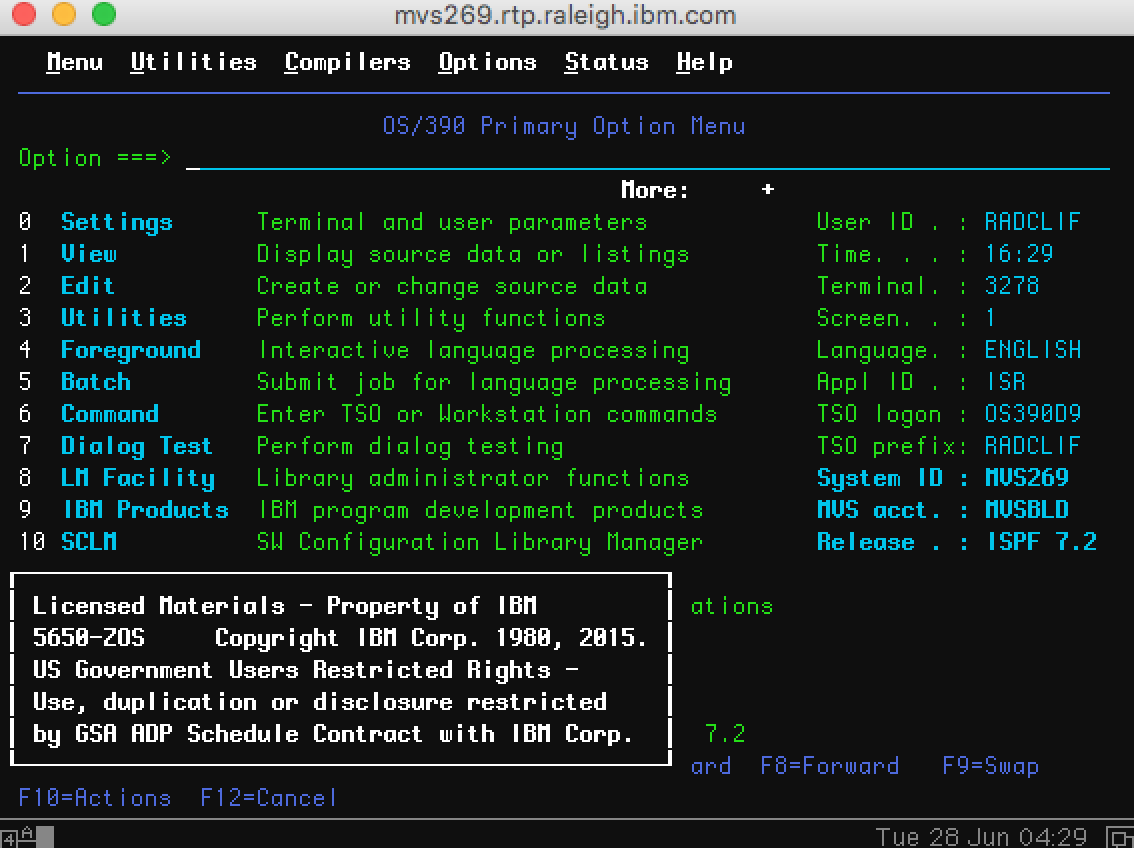 mvs269.rtp.raleigh.ibm.com
Menu Utilities Compilers Options Status Help
OS/390 Primary Option Menu
Option ===>
More: +
0 Settings Terminal and user parameters User ID . : RADCLIF
1 View Display source data or listings Time. . . : 16:29
2 Edit Create or change source data Terminal. : 3278
3 Utilities Perform utility functions Screen. . : 1
4 Foreground Interactive language processing Language. : ENGLISH
5 Batch Submit job for language processing Appl ID . : ISR
6 Command Enter TSO or Workstation commands TSO logon : OS390D9
7 Dialog Test Perform dialog testing TSO prefix: RADCLIF
8 LM Facility Library administrator functions System ID : MVS269
9 IBM Products IBM program development products MVS acct. : MVSBLD
10 SCLM SW Configuration Library Manager Release . : ISPF 7.2
Licensed Materials - Property of IBM ations
5650-ZOS Copyright IBM Corp. 1980, 2015.
US Government Users Restricted Rights -
Use, duplication or disclosure restricted
by GSA ADP Schedule Contract with IBM Corp. 7.2
ard F8=Forward F9=Swap
F10=Actions F12=Cancel
4 A Tue 28 Jun 04:29